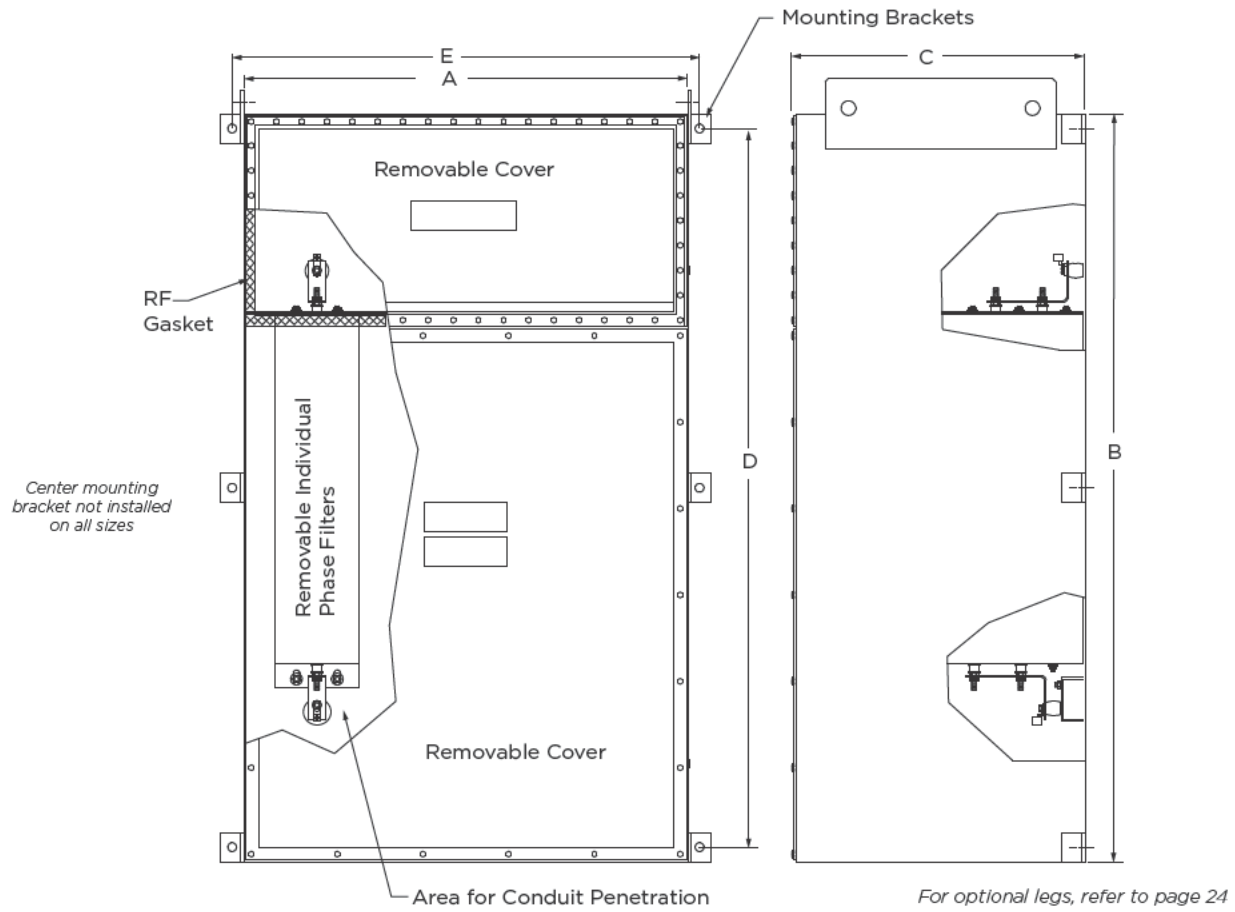 Mounting Brackets
E
C
A
Removable Cover
RF
Gasket
Removable Individual
Phase Filters
D
B
Center mounting
bracket not installed
on all sizes
Removable Cover
Area for Conduit Penetration
For optional legs, refer to page 24